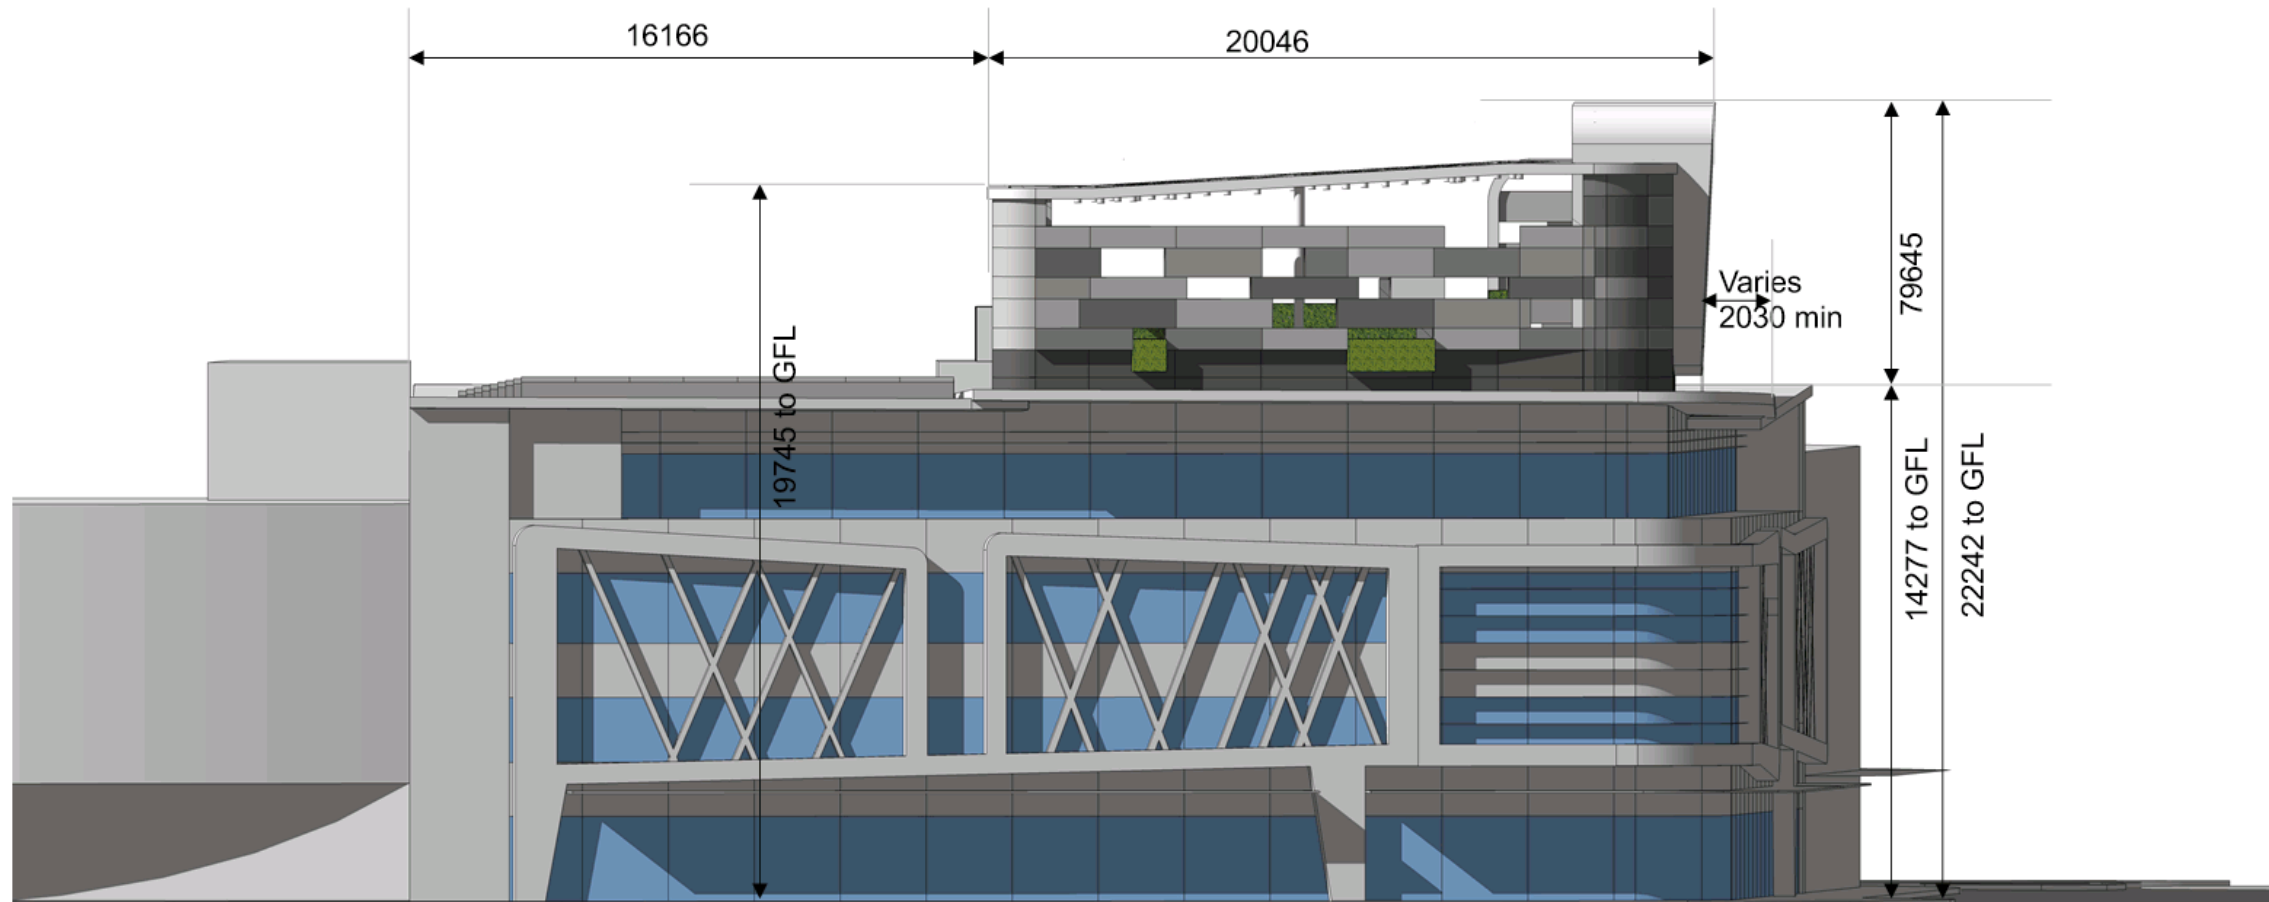 16166
20046
19745 to GFL
Varies
2030 min
79645
14277 to GFL
22242 to GFL